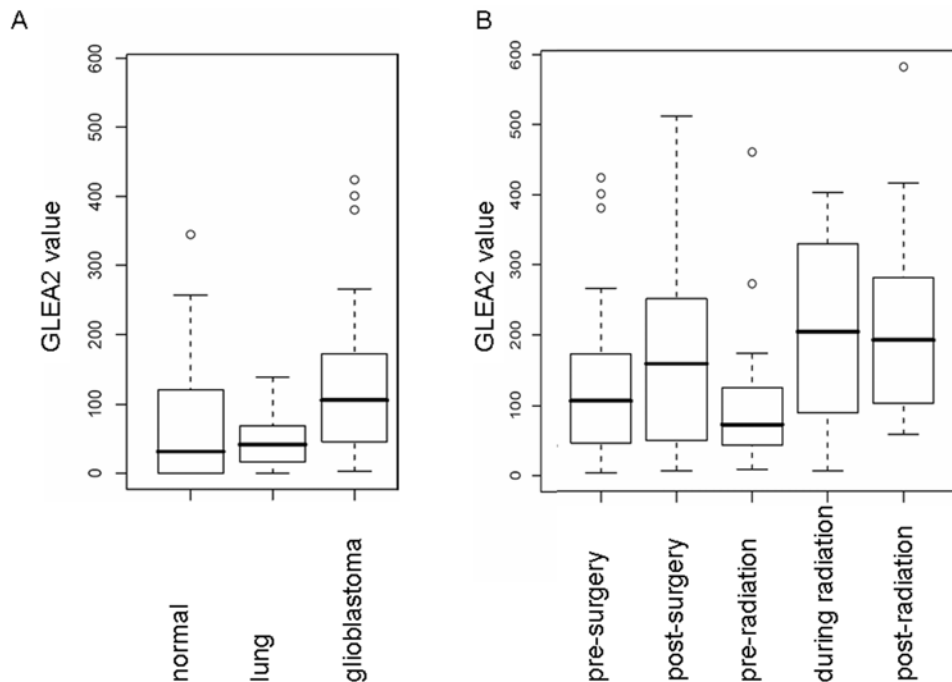 A
GLEA2 value
600
500
400
300
200
100
0
normal
lung
glioblastoma
B
GLEA2 value
600
500
400
300
200
100
0
pre-surgery
post-surgery
pre-radiation
during radiation
post-radiation